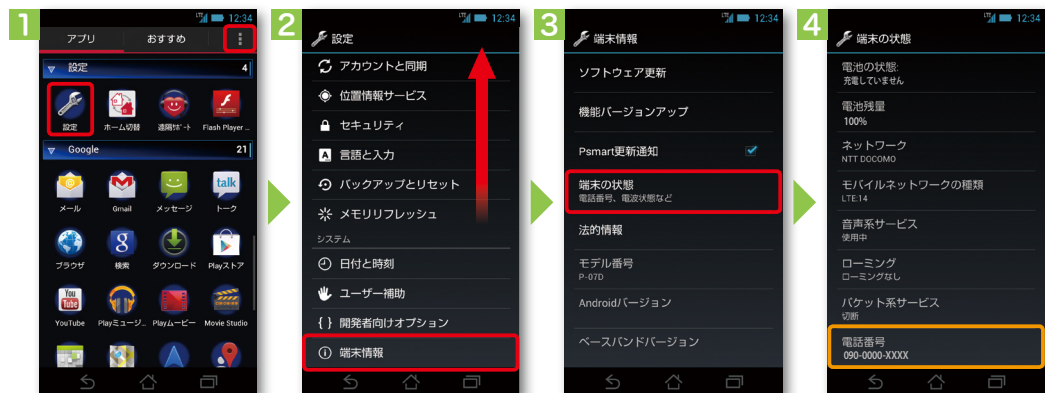 1
LTE 12:34
アプリ おすすめ
設定 4
設定 ホーム切替 遠隔ｻﾎﾟｰﾄ Flash Player ...
Google 21
メール Gmail メッセージ トーク
talk
ブラウザ 検索 ダウンロード Playストア
g
You Tube
YouTube Playミュージ... Playムービー Movie Studio
2
LTE 12:34
設定
アカウントと同期
位置情報サービス
セキュリティ
A 言語と入力
バックアップとリセット
メモリリフレッシュ
システム
日付と時刻
ユーザー補助
{ } 開発者向けオプション
端末情報
3
LTE 12:34
端末情報
ソフトウェア更新
機能バージョンアップ
Psmart更新通知
端末の状態
電話番号、電波状態など
法的情報
モデル番号
P-07D
Androidバージョン
ベースバンドバージョン
4
LTE 12:34
端末の状態
電池の状態:
充電していません
電池残量
100%
ネットワーク
NTT DOCOMO
モバイルネットワークの種類
LTE:14
音声系サービス
使用中
ローミング
ローミングなし
パケット系サービス
切断
電話番号
090-0000-XXXX